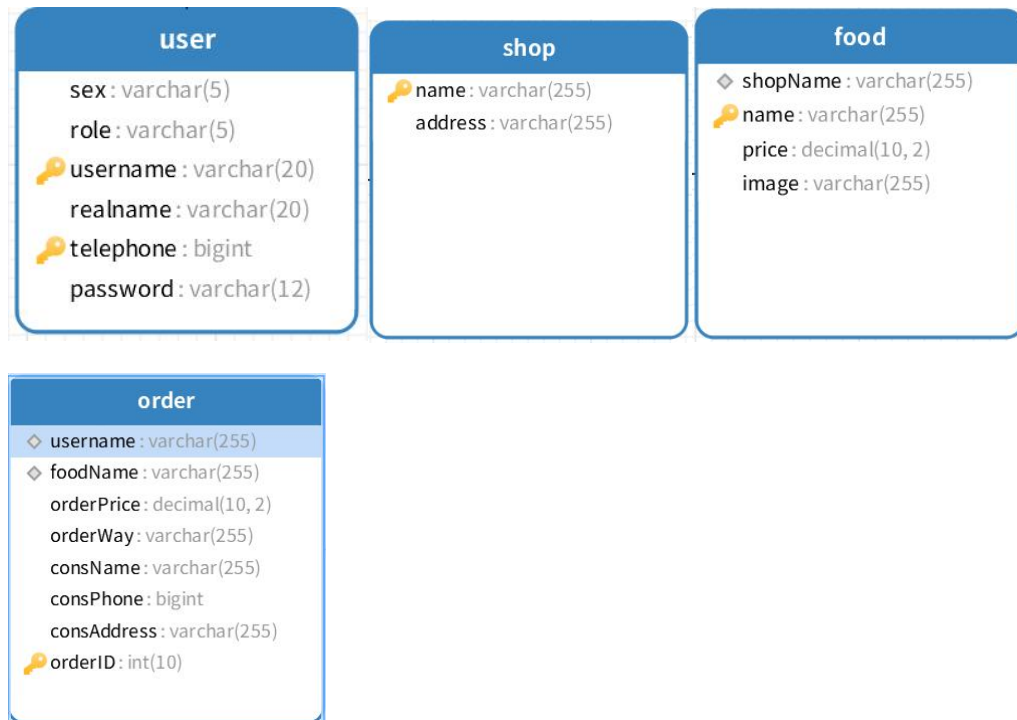 user
sex : varchar(5)
role : varchar(5)
username : varchar(20)
realname : varchar(20)
telephone : bigint
password : varchar(12)
shop
name : varchar(255)
address : varchar(255)
food
shopName : varchar(255)
name : varchar(255)
price : decimal(10, 2)
image : varchar(255)
order
username : varchar(255)
foodName : varchar(255)
orderPrice : decimal(10, 2)
orderWay : varchar(255)
consName : varchar(255)
consPhone : bigint
consAddress : varchar(255)
orderID : int(10)